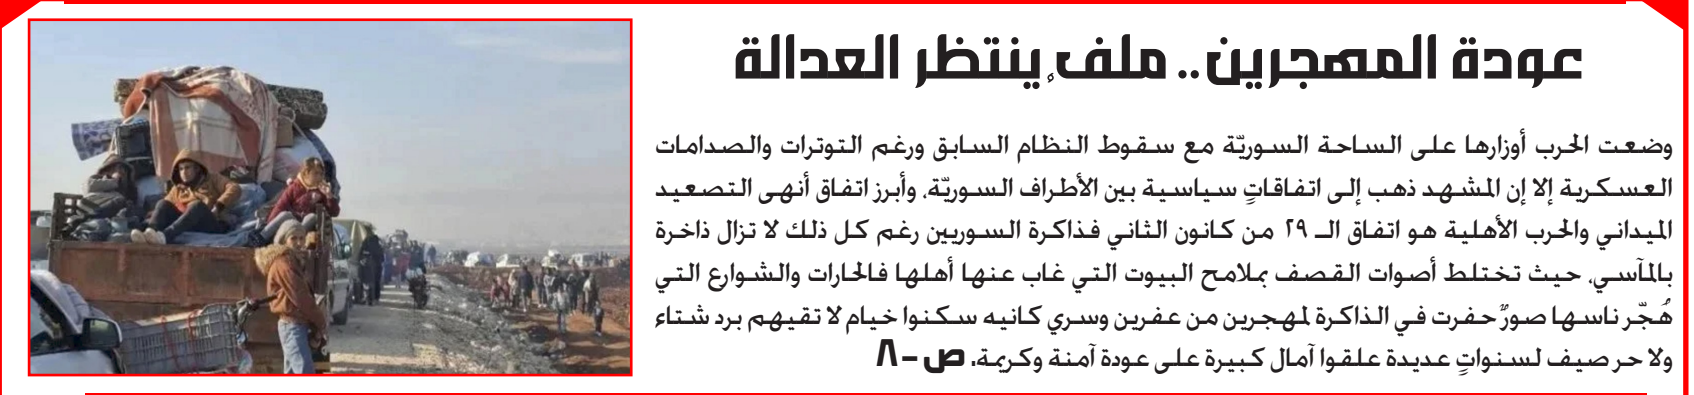 عودة المهجرين.. ملف ينتظر العدالة
وضعت الحرب أوزارها على الساحة السوريّة مع سقوط النظام السابق ورغم التوترات والصدامات
العسكرية إلا إن المشهد ذهب إلى اتفاقاتٍ سياسية بين الأطراف السوريّة، وأبرز اتفاق أنهى التصعيد
الميداني والحرب الأهلية هو اتفاق الـ ٢٩ من كانون الثاني فذاكرة السوريين رغم كل ذلك لا تزال ذاخرة
بالمآسي، حيث تختلط أصوات القصف بملامح البيوت التي غاب عنها أهلها فالحارات والشوارع التي
هُجّر ناسها صورٌ حفرت في الذاكرة لمهجرين من عفرين وسري كانيه سكنوا خيام لا تقيهم برد شتاء
ولا حر صيف لسنواتٍ عديدة علقوا آمال كبيرة على عودة آمنة وكريمة. ص - ٨